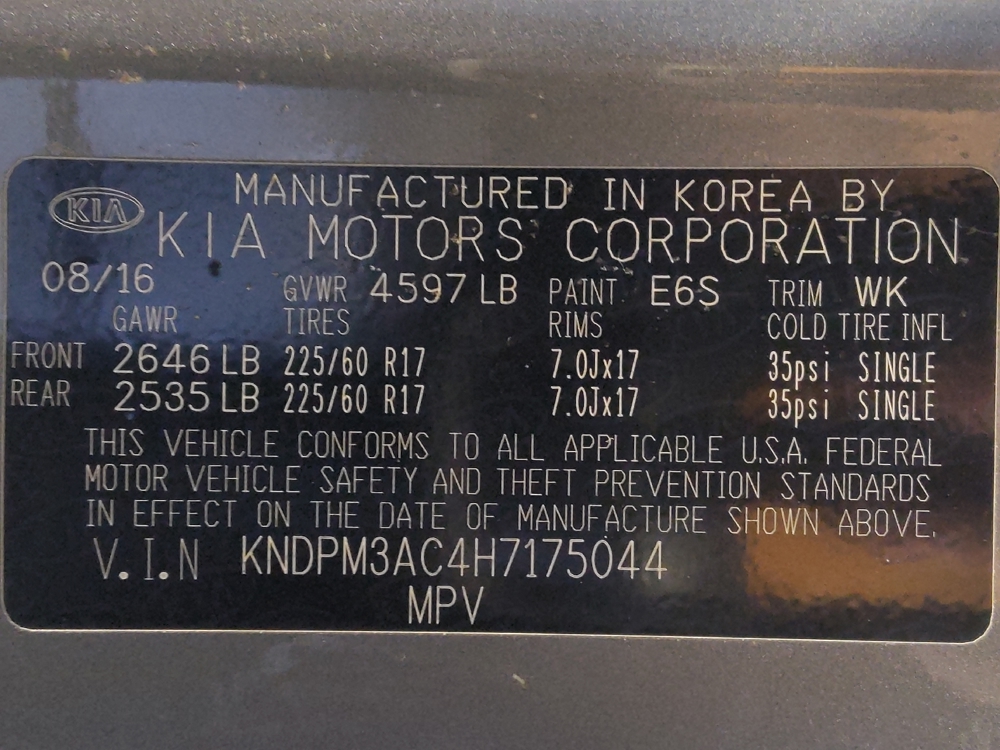 KIA
MANUFACTURED IN KOREA BY
KIA MOTORS CORPORATION
08/16 GVWR 4597 LB PAINT E6S TRIM WK
GAWR TIRES RIMS COLD TIRE INFL
FRONT 2646 LB 225/60 R17 7.0Jx17 35psi SINGLE
REAR 2535 LB 225/60 R17 7.0Jx17 35psi SINGLE
THIS VEHICLE CONFORMS TO ALL APPLICABLE U.S.A. FEDERAL
MOTOR VEHICLE SAFETY AND THEFT PREVENTION STANDARDS
IN EFFECT ON THE DATE OF MANUFACTURE SHOWN ABOVE.
V.I.N KNDPM3AC4H7175044
MPV